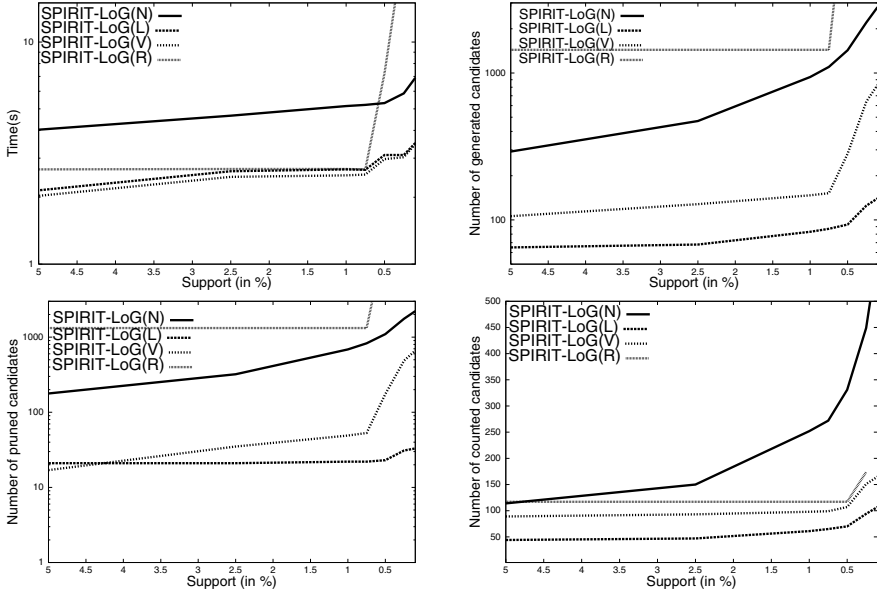 SPIRIT-LoG(N)
SPIRIT-LoG(L)
SPIRIT-LoG(V)
SPIRIT-LoG(R)
10
1
Time(s)
5 4.5 4 3.5 3 2.5 2 1.5 1 0.5 0
Support (in %)
SPIRIT-LoG(N)
SPIRIT-LoG(L)
SPIRIT-LoG(V)
SPIRIT-LoG(R)
1000
100
Number of generated candidates
5 4.5 4 3.5 3 2.5 2 1.5 1 0.5 0
Support (in %)
SPIRIT-LoG(N)
SPIRIT-LoG(L)
SPIRIT-LoG(V)
SPIRIT-LoG(R)
1000
100
10
1
Number of pruned candidates
5 4.5 4 3.5 3 2.5 2 1.5 1 0.5
Support (in %)
SPIRIT-LoG(N)
SPIRIT-LoG(L)
SPIRIT-LoG(V)
SPIRIT-LoG(R)
500
450
400
350
300
250
200
150
100
50
Number of counted candidates
5 4.5 4 3.5 3 2.5 2 1.5 1 0.5 0
Support (in %)